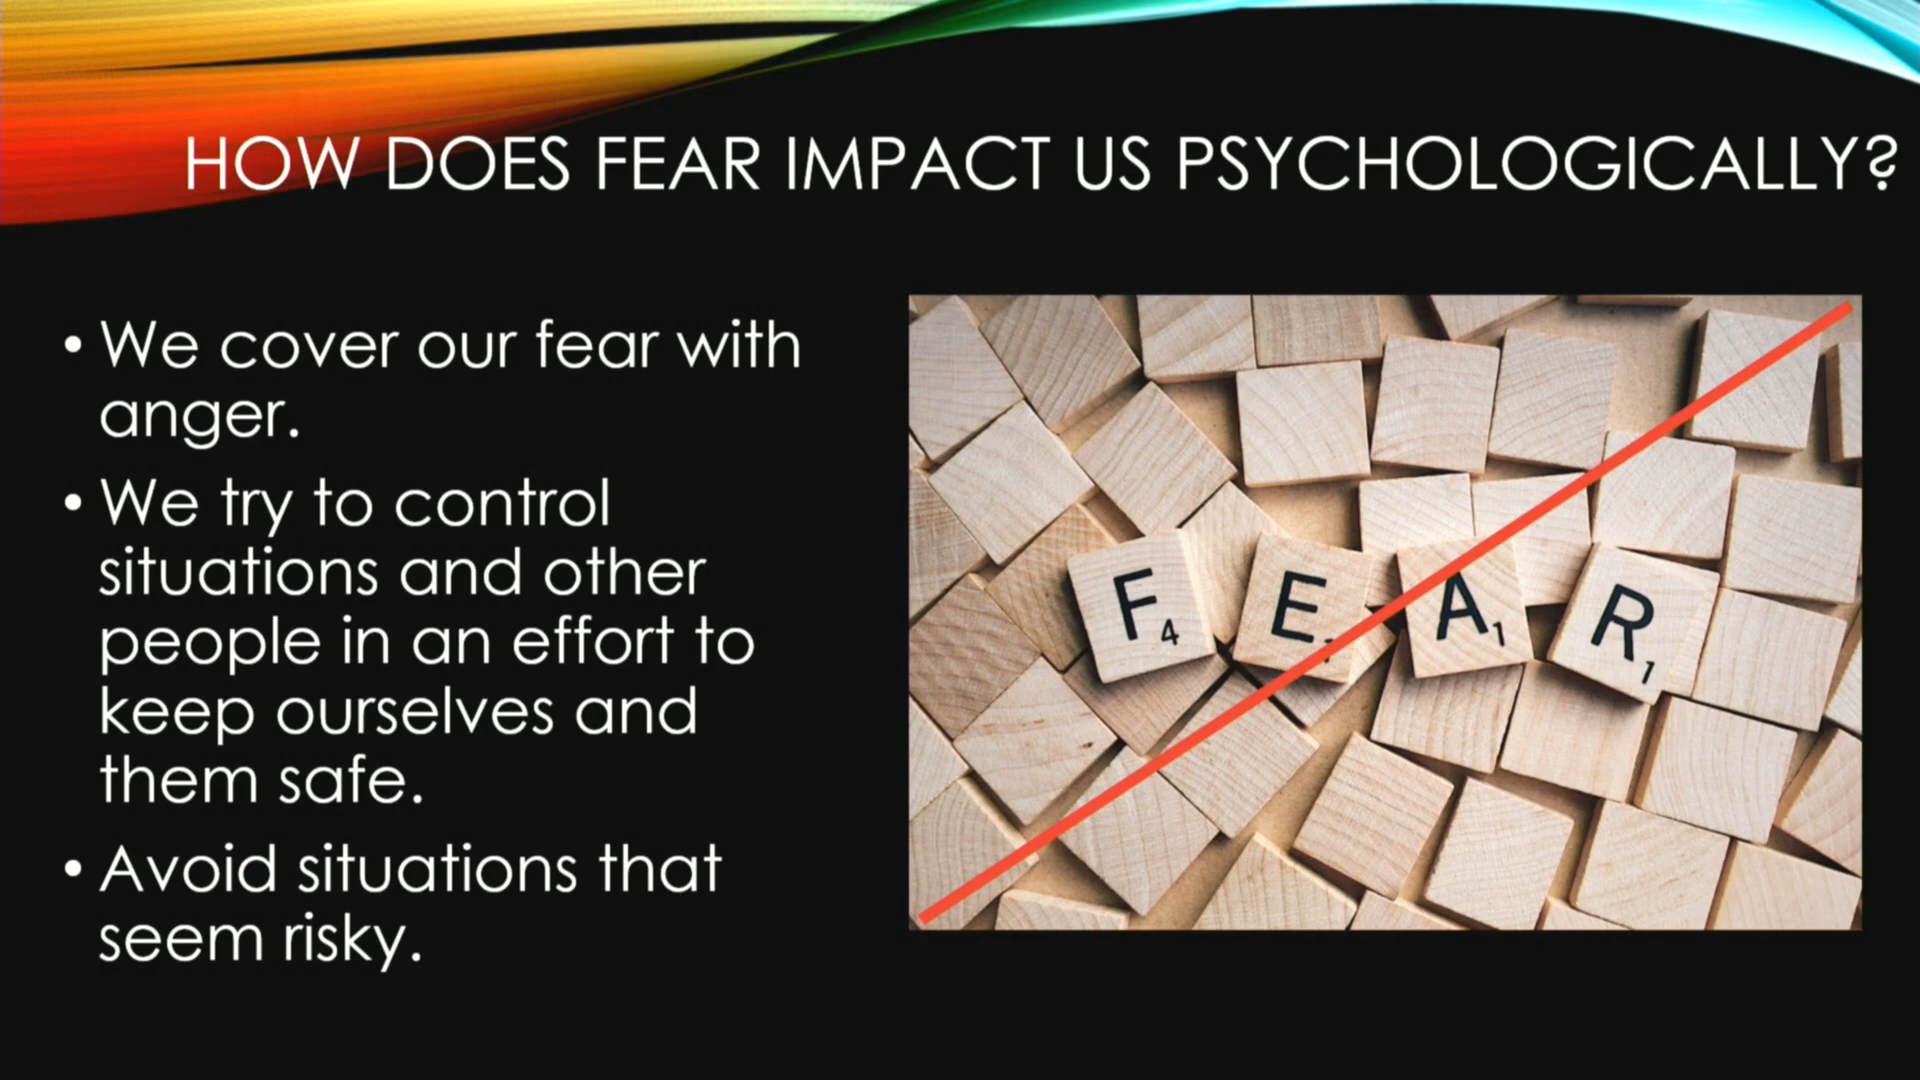 HOW DOES FEAR IMPACT US PSYCHOLOGICALLY?
• We cover our fear with
anger.
• We try to control
situations and other
people in an effort to
keep ourselves and
them safe.
• Avoid situations that
seem risky.
F4 E A1 R1